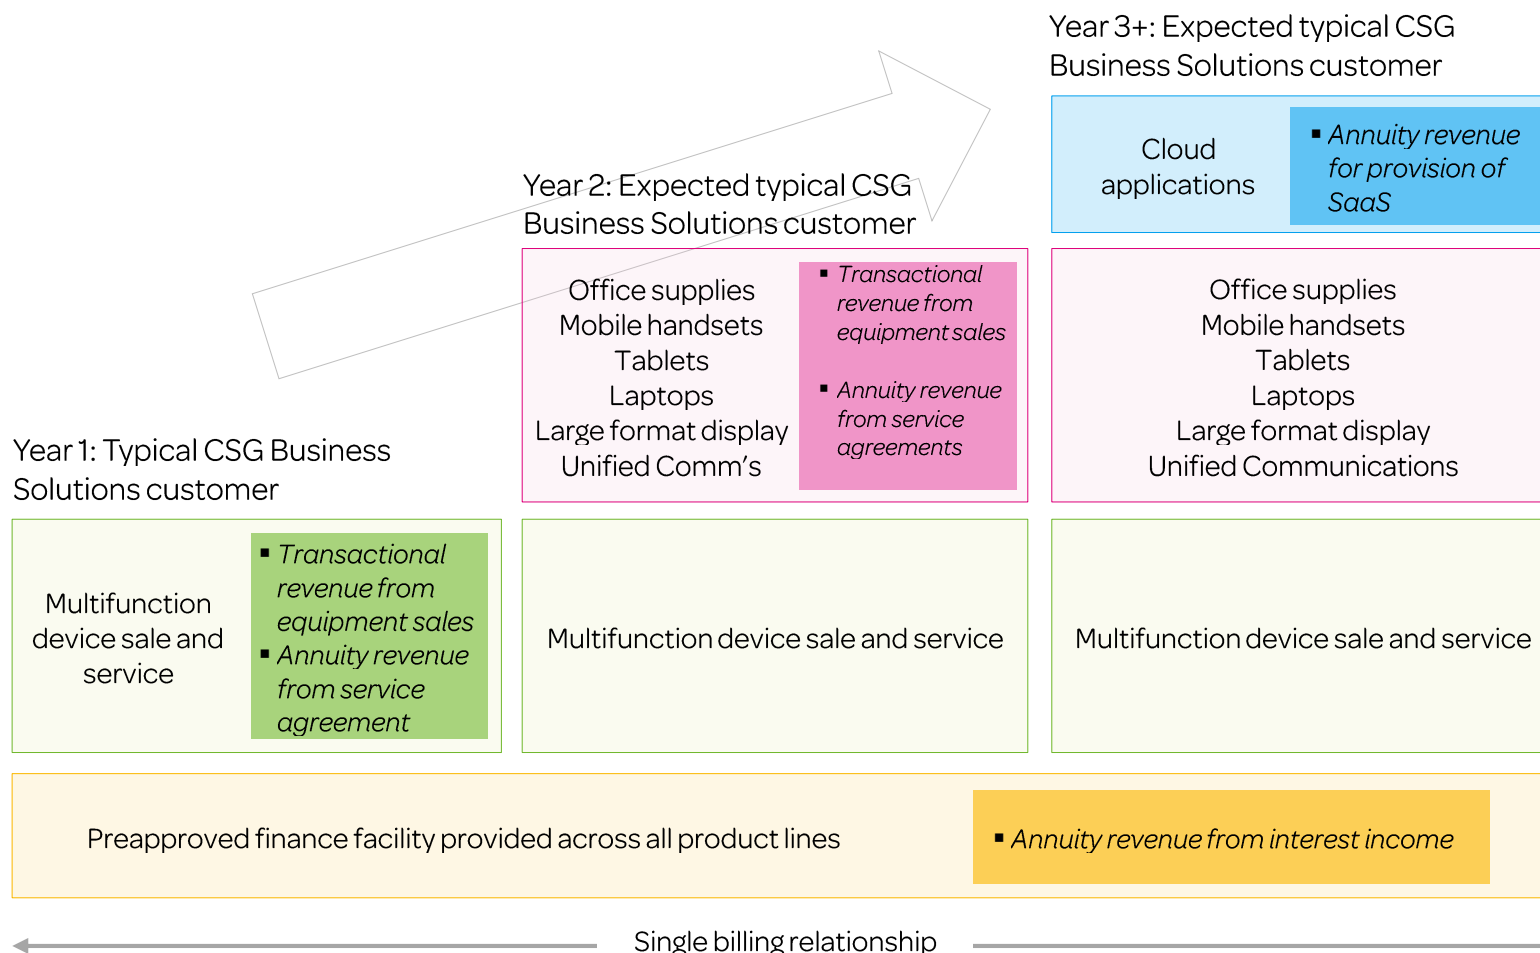 Year 3+: Expected typical CSG
Business Solutions customer
Cloud
applications
▪ Annuity revenue
for provision of
SaaS
Year 2: Expected typical CSG
Business Solutions customer
Office supplies
Mobile handsets
Tablets
Laptops
Large format display
Unified Comm's
▪ Transactional
revenue from
equipment sales
▪ Annuity revenue
from service
agreements
Office supplies
Mobile handsets
Tablets
Laptops
Large format display
Unified Communications
Year 1: Typical CSG Business
Solutions customer
Multifunction
device sale and
service
▪ Transactional
revenue from
equipment sales
▪ Annuity revenue
from service
agreement
Multifunction device sale and service
Multifunction device sale and service
Preapproved finance facility provided across all product lines
▪ Annuity revenue from interest income
Single billing relationship